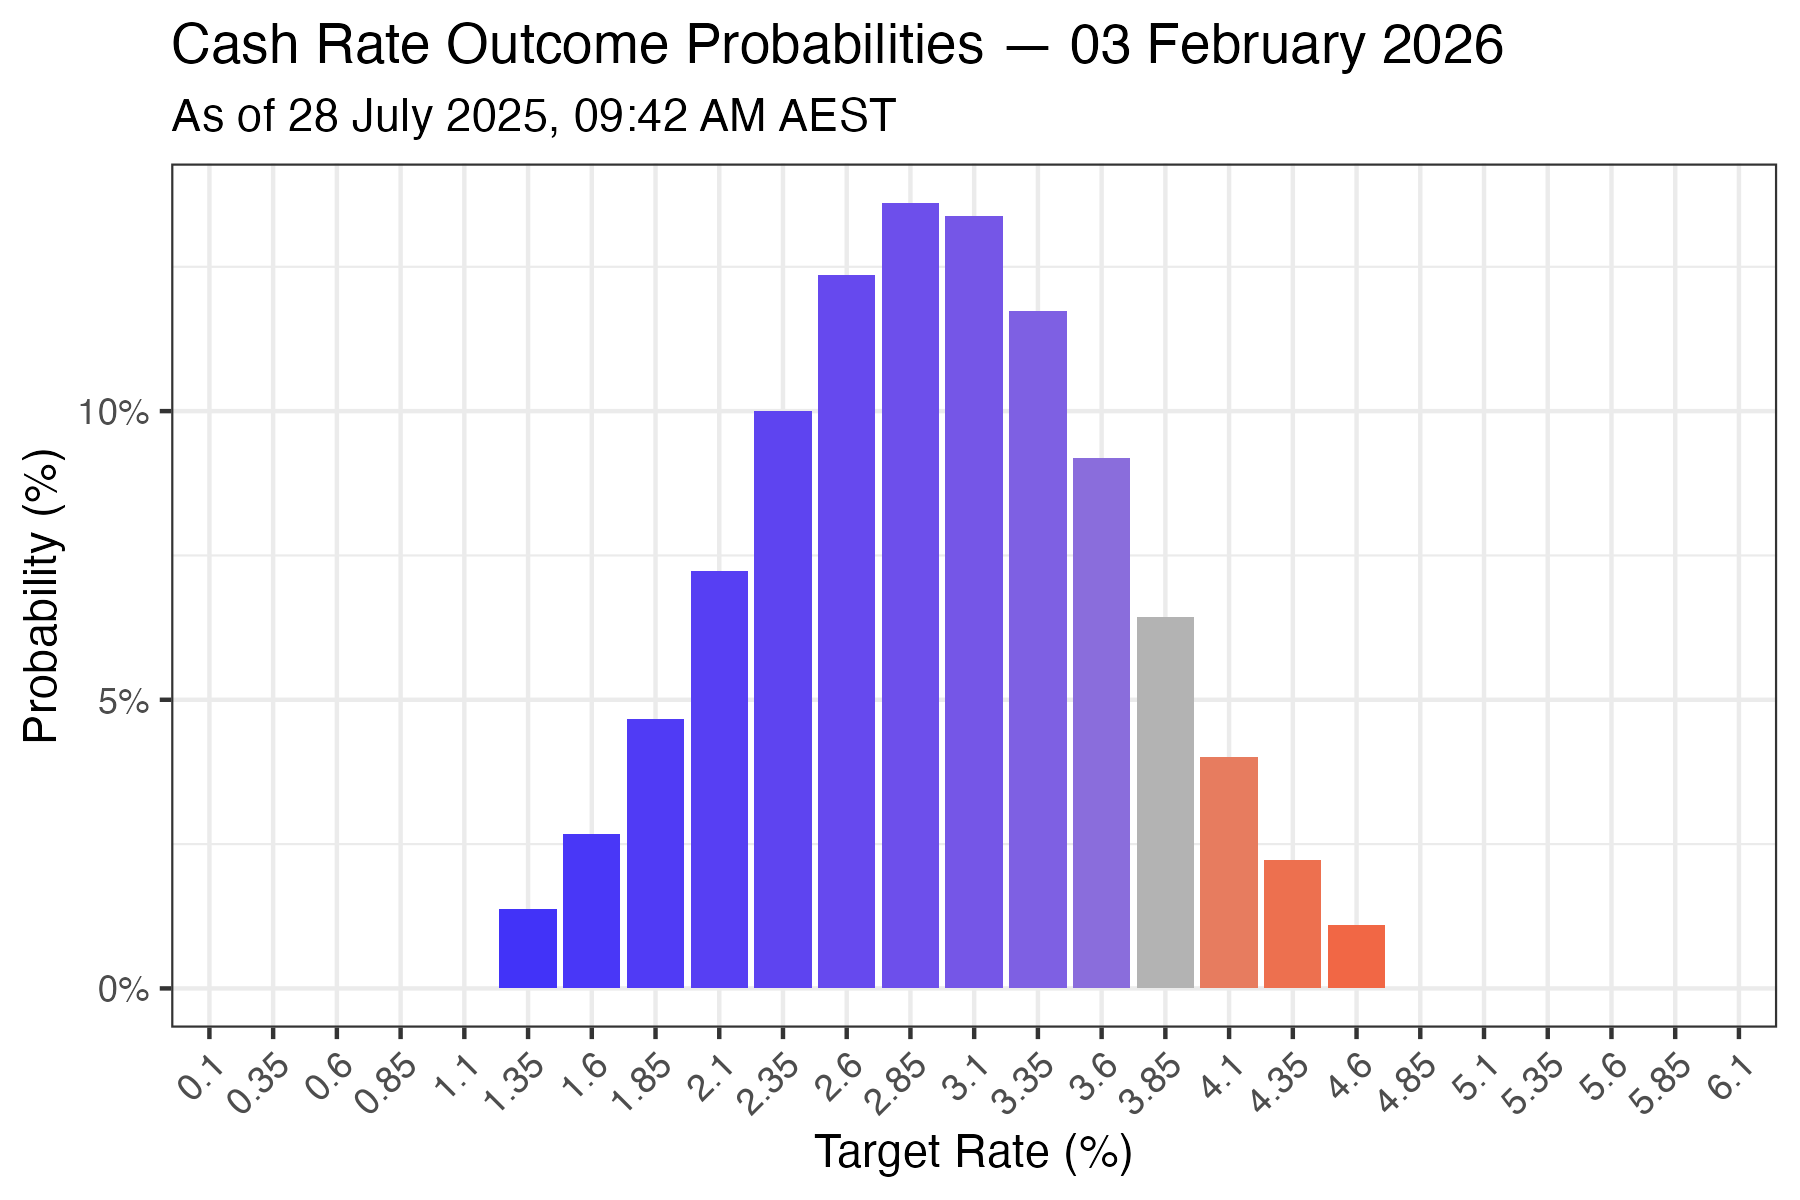 Cash Rate Outcome Probabilities — 03 February 2026
As of 28 July 2025, 09:42 AM AEST
Probability (%)
10%
5%
0%
0.1 0.35 0.6 0.85 1.1 1.35 1.6 1.85 2.1 2.35 2.6 2.85 3.1 3.35 3.6 3.85 4.1 4.35 4.6 4.85 5.1 5.35 5.6 5.85 6.1
Target Rate (%)